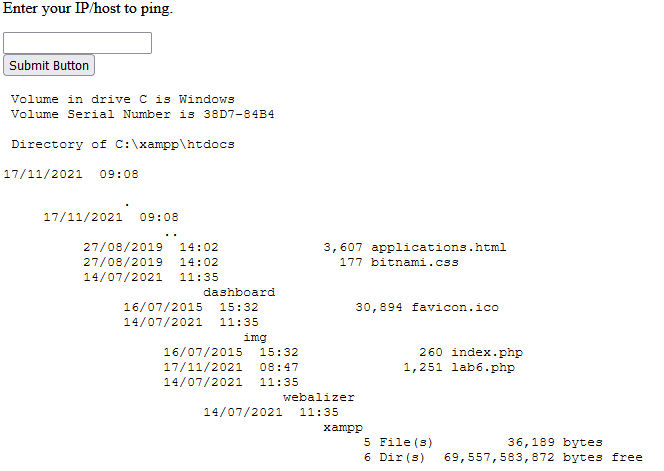 Enter your IP/host to ping.
Submit Button
Volume in drive C is Windows
Volume Serial Number is 38D7-84B4
Directory of C:\xampp\htdocs
17/11/2021  09:08
.
17/11/2021  09:08
..
27/08/2019  14:02             3,607 applications.html
27/08/2019  14:02               177 bitnami.css
14/07/2021  11:35
dashboard
16/07/2015  15:32            30,894 favicon.ico
14/07/2021  11:35
img
16/07/2015  15:32               260 index.php
17/11/2021  08:47             1,251 lab6.php
14/07/2021  11:35
webalizer
14/07/2021  11:35
xampp
5 File(s)         36,189 bytes
6 Dir(s)  69,557,583,872 bytes free